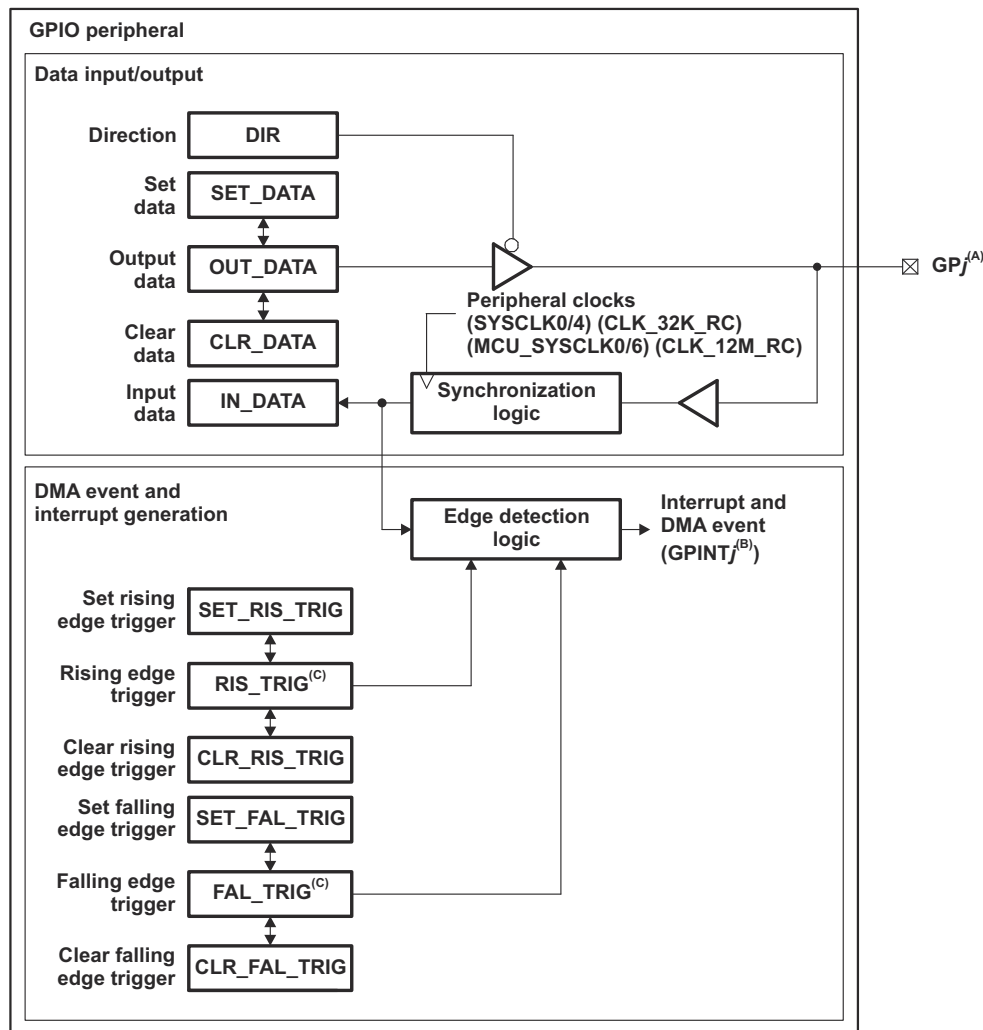 GPIO peripheral
Data input/output
Direction
DIR
Set
data
SET_DATA
Output
data
OUT_DATA
GPj(A)
Clear
data
CLR_DATA
Peripheral clocks
(SYSCLK0/4) (CLK_32K_RC)
(MCU_SYSCLK0/6) (CLK_12M_RC)
Input
data
IN_DATA
Synchronization
logic
DMA event and
interrupt generation
Edge detection
logic
Interrupt and
DMA event
(GPINTj(B))
Set rising
edge trigger
SET_RIS_TRIG
Rising edge
trigger
RIS_TRIG(C)
Clear rising
edge trigger
CLR_RIS_TRIG
Set falling
edge trigger
SET_FAL_TRIG
Falling edge
trigger
FAL_TRIG(C)
Clear falling
edge trigger
CLR_FAL_TRIG